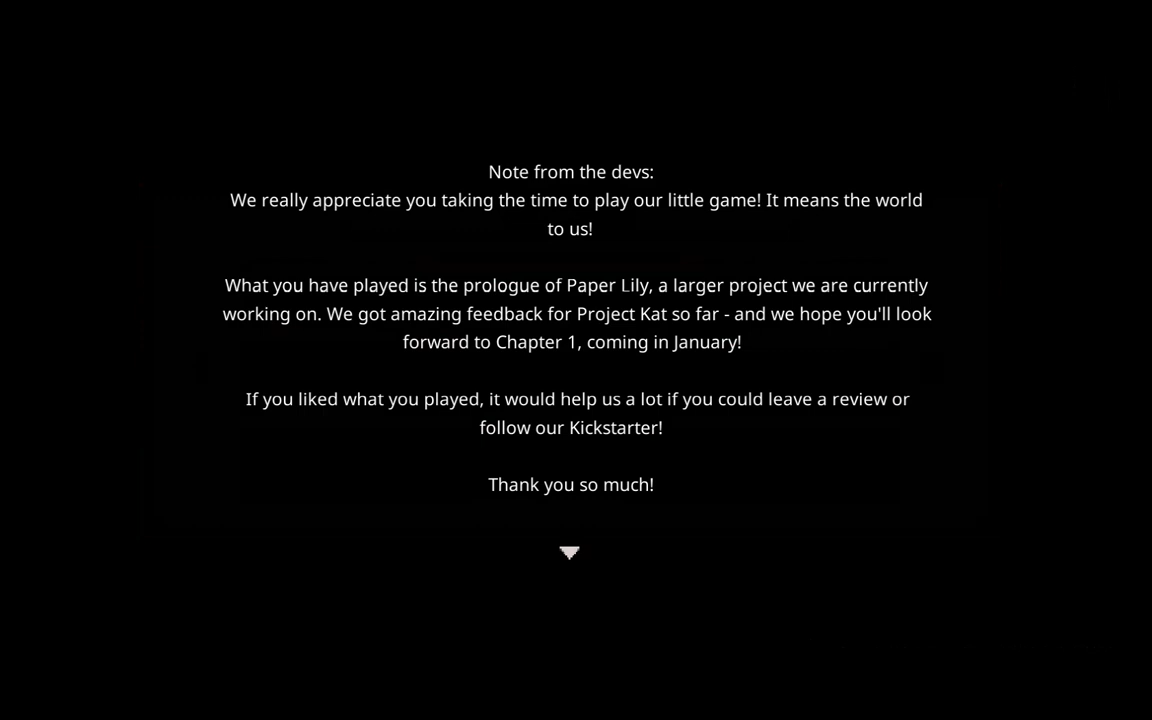 Note from the devs:
We really appreciate you taking the time to play our little game! It means the world
to us!
What you have played is the prologue of Paper Lily, a larger project we are currently
working on. We got amazing feedback for Project Kat so far - and we hope you'll look
forward to Chapter 1, coming in January!
If you liked what you played, it would help us a lot if you could leave a review or
follow our Kickstarter!
Thank you so much!